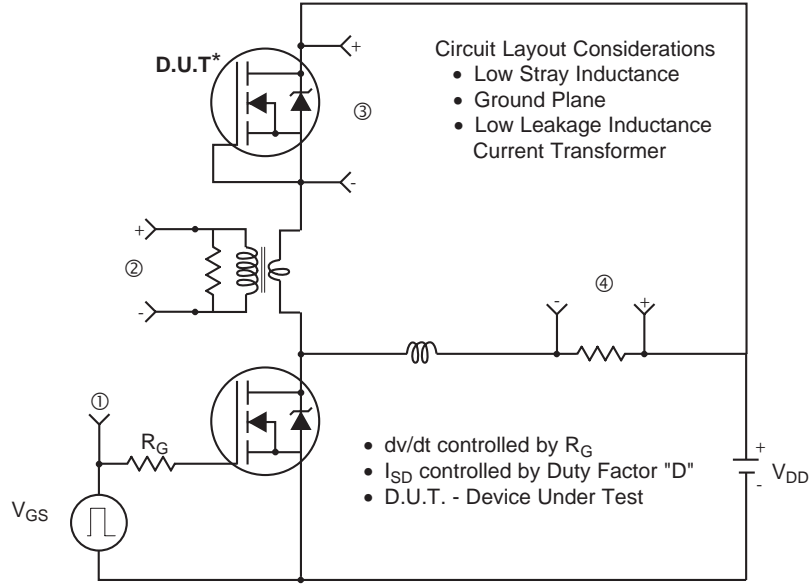 D.U.T*
+
③
-
Circuit Layout Considerations
• Low Stray Inductance
• Ground Plane
• Low Leakage Inductance
Current Transformer
+
②
-
④
- +
①
R_G
V_GS
• dv/dt controlled by R_G
• I_SD controlled by Duty Factor "D"
• D.U.T. - Device Under Test
+
V_DD
-